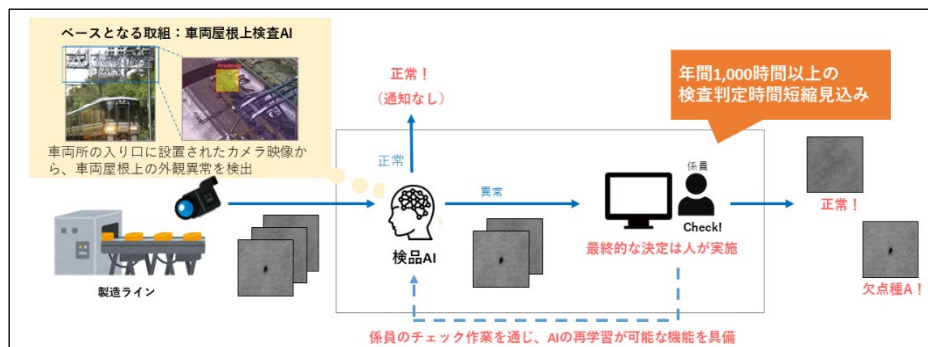 ベースとなる取組：車両屋根上検査AI
Anomaly
車両所の入り口に設置されたカメラ映像か
ら、車両屋根上の外観異常を検出
正常！
（通知なし）
年間1,000時間以上の
検査判定時間短縮見込み
正常
異常
係員
Check!
検品AI
最終的な決定は人が実施
正常！
製造ライン
欠点種A！
係員のチェック作業を通じ、AIの再学習が可能な機能を具備